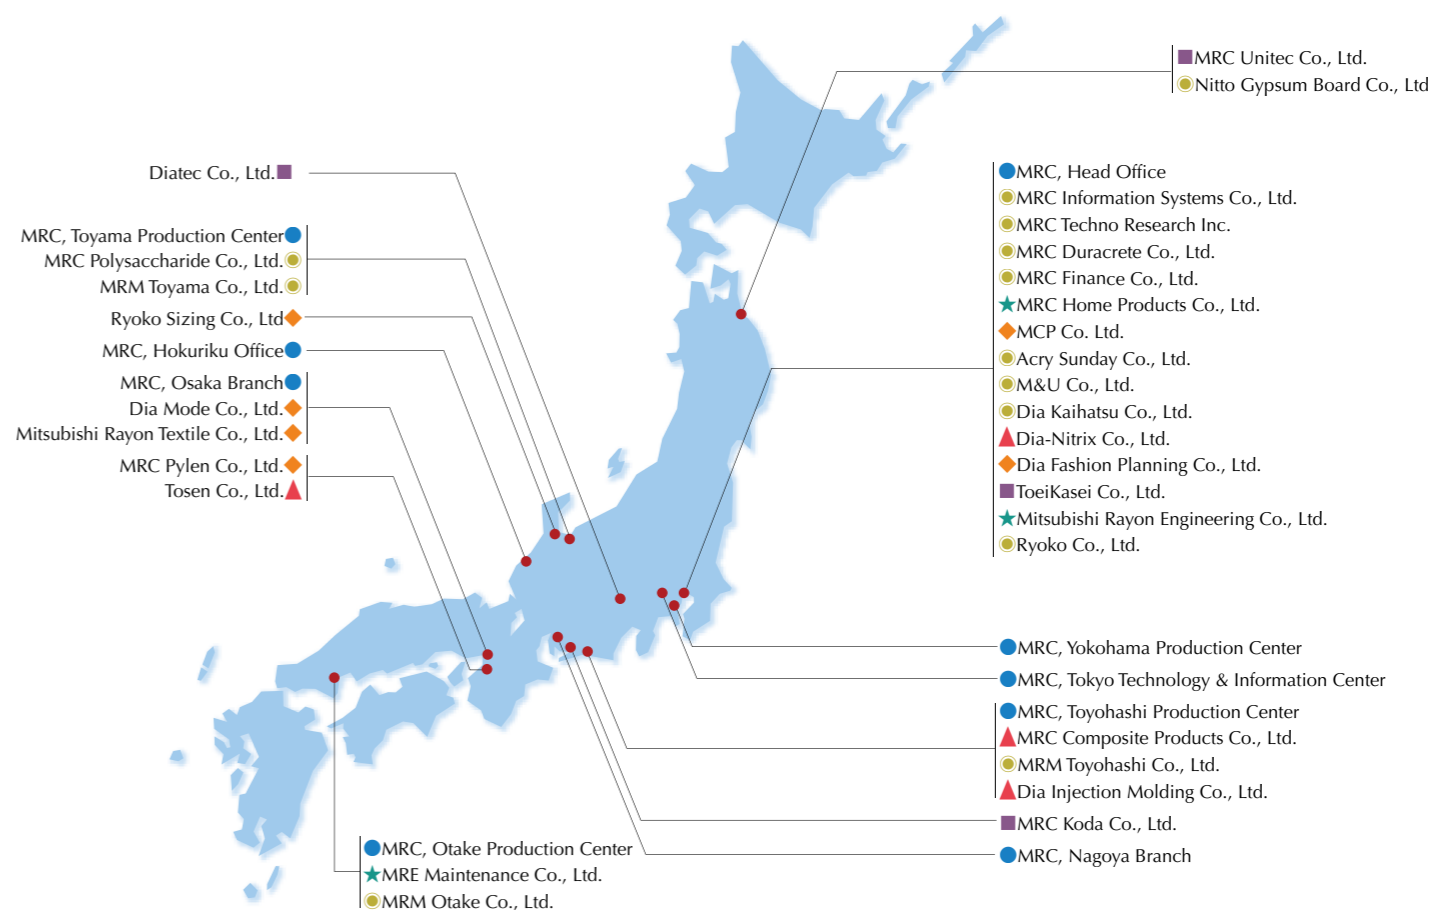 MRC Unitec Co., Ltd.
Nitto Gypsum Board Co., Ltd
Diatec Co., Ltd.
MRC, Toyama Production Center
MRC Polysaccharide Co., Ltd.
MRM Toyama Co., Ltd.
Ryoko Sizing Co., Ltd
MRC, Hokuriku Office
MRC, Osaka Branch
Dia Mode Co., Ltd.
Mitsubishi Rayon Textile Co., Ltd.
MRC Pylen Co., Ltd.
Tosen Co., Ltd.
MRC, Head Office
MRC Information Systems Co., Ltd.
MRC Techno Research Inc.
MRC Duracrete Co., Ltd.
MRC Finance Co., Ltd.
MRC Home Products Co., Ltd.
MCP Co. Ltd.
Acry Sunday Co., Ltd.
M&U Co., Ltd.
Dia Kaihatsu Co., Ltd.
Dia-Nitrix Co., Ltd.
Dia Fashion Planning Co., Ltd.
ToeiKasei Co., Ltd.
Mitsubishi Rayon Engineering Co., Ltd.
Ryoko Co., Ltd.
MRC, Yokohama Production Center
MRC, Tokyo Technology & Information Center
MRC, Toyohashi Production Center
MRC Composite Products Co., Ltd.
MRM Toyohashi Co., Ltd.
Dia Injection Molding Co., Ltd.
MRC Koda Co., Ltd.
MRC, Nagoya Branch
MRC, Otake Production Center
MRE Maintenance Co., Ltd.
MRM Otake Co., Ltd.